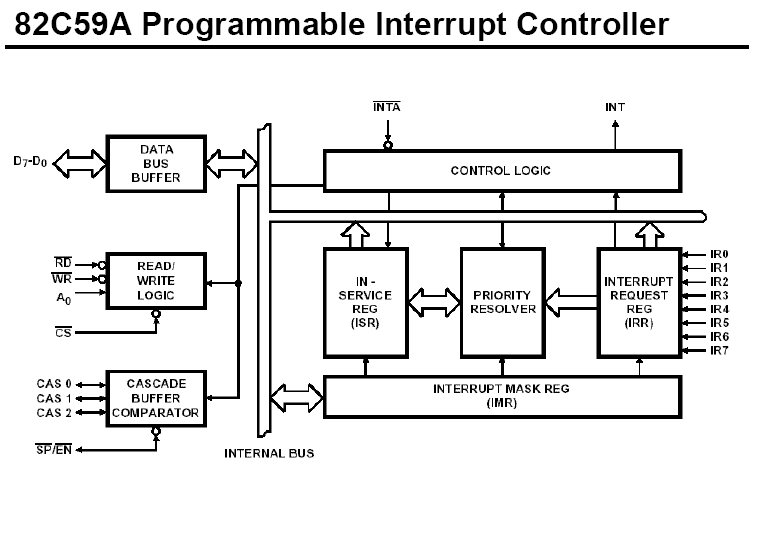 82C59A Programmable Interrupt Controller
INTA
INT
D7-D0
DATA
BUS
BUFFER
CONTROL LOGIC
RD
WR
A0
CS
READ/
WRITE
LOGIC
IN -
SERVICE
REG
(ISR)
PRIORITY
RESOLVER
INTERRUPT
REQUEST
REG
(IRR)
IR0
IR1
IR2
IR3
IR4
IR5
IR6
IR7
CAS 0
CAS 1
CAS 2
SP/EN
CASCADE
BUFFER
COMPARATOR
INTERRUPT MASK REG
(IMR)
INTERNAL BUS